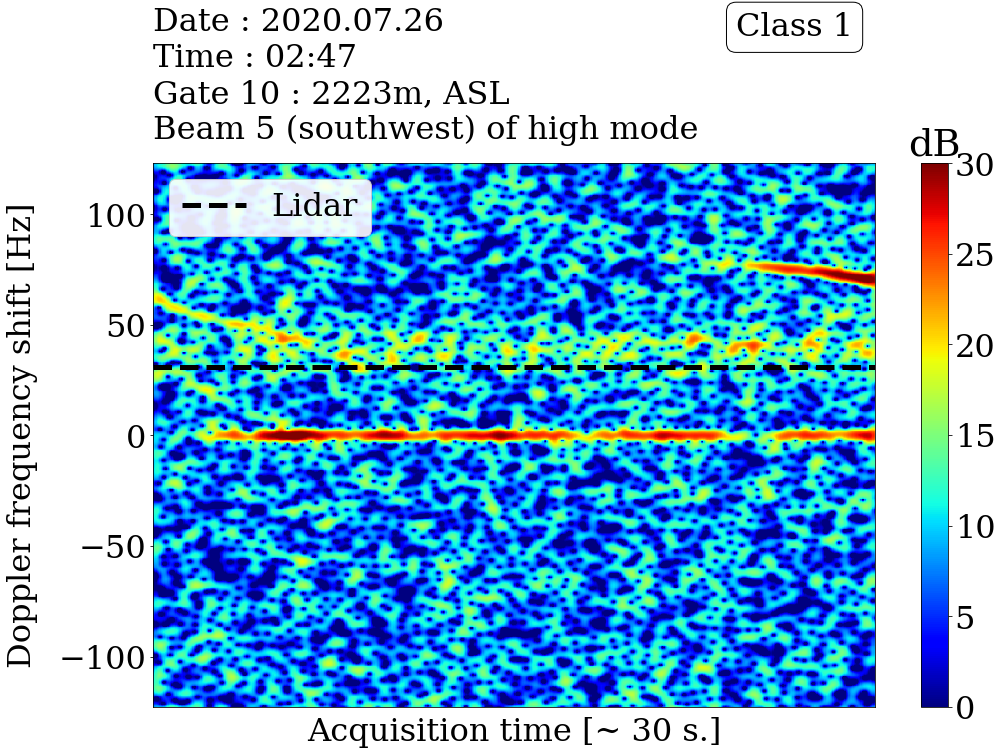 Date : 2020.07.26
Time : 02:47
Gate 10 : 2223m, ASL
Beam 5 (southwest) of high mode
Class 1
dB
30
25
20
15
10
5
0
Lidar
Doppler frequency shift [Hz]
100
50
0
−50
−100
Acquisition time [~ 30 s.]